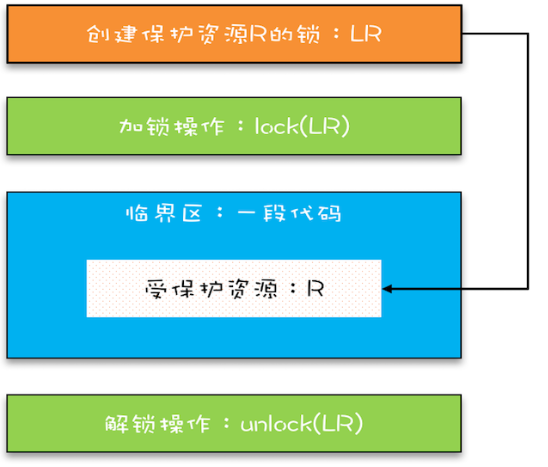 创建保护资源R的锁：LR
加锁操作：lock(LR)
临界区：一段代码
受保护资源：R
解锁操作：unlock(LR)